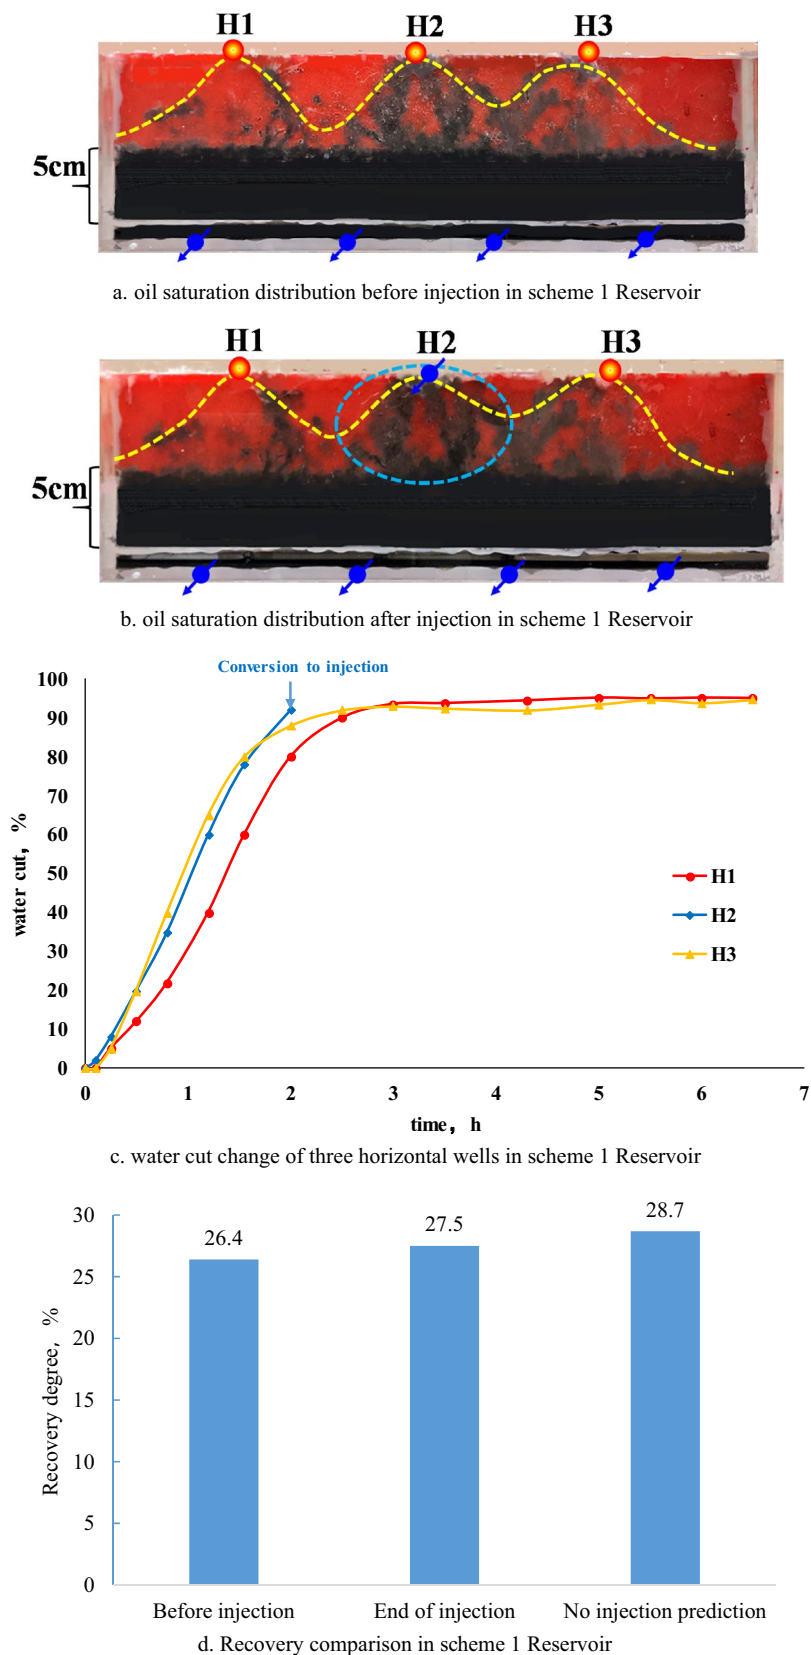 H1 H2 H3
5cm
a. oil saturation distribution before injection in scheme 1 Reservoir
H1 H2 H3
5cm
b. oil saturation distribution after injection in scheme 1 Reservoir
Conversion to injection
100
90
80
70
60
50
40
30
20
10
0
water cut, %
H1
H2
H3
0 1 2 3 4 5 6 7
time, h
c. water cut change of three horizontal wells in scheme 1 Reservoir
30
25
20
15
10
5
0
Recovery degree, %
26.4 27.5 28.7
Before injection End of injection No injection prediction
d. Recovery comparison in scheme 1 Reservoir